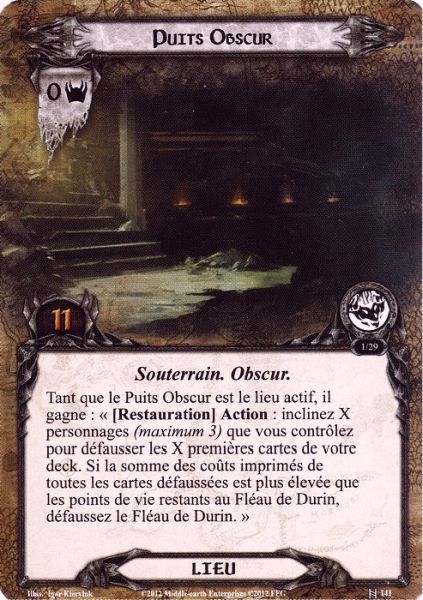 Puits Obscur
0
11
1/29
Souterrain. Obscur.
Tant que le Puits Obscur est le lieu actif, il
gagne : « [Restauration] Action : inclinez X
personnages (maximum 3) que vous contrôlez
pour défausser les X premières cartes de votre
deck. Si la somme des coûts imprimés de
toutes les cartes défaussées est plus élevée que
les points de vie restants au Fléau de Durin,
défaussez le Fléau de Durin. »
LIEU
Illus. Igor Kieryluk ©2012 Middle-earth Enterprises ©2012 FFG 141